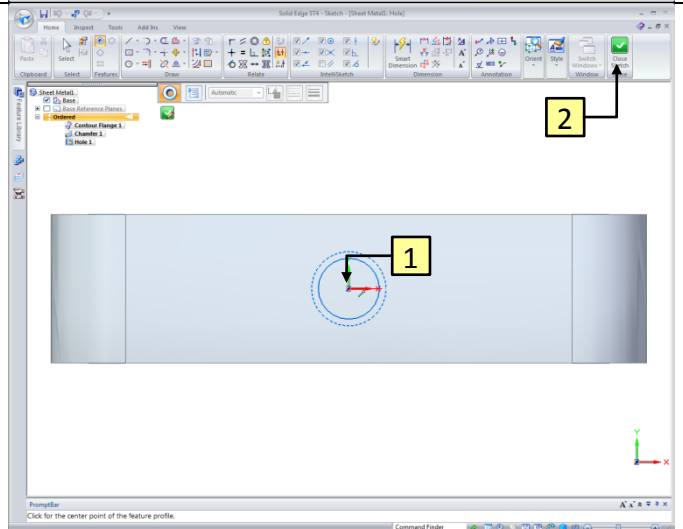 Solid Edge ST4 - Sketch - [Sheet Metal1: Hole]
Home Inspect Tools Add Ins View
Paste Select Smart Dimension Orient Style Switch Windows Close Sketch
Clipboard Select Features Draw Relate IntelliSketch Dimension Annotation Window
Automatic
Feature Library
Sheet Metal1
Base
Base Reference Planes
Ordered
Contour Flange 1
Chamfer 1
Hole 1
2
1
Y
X
PromptBar
Click for the center point of the feature profile.
Command Finder